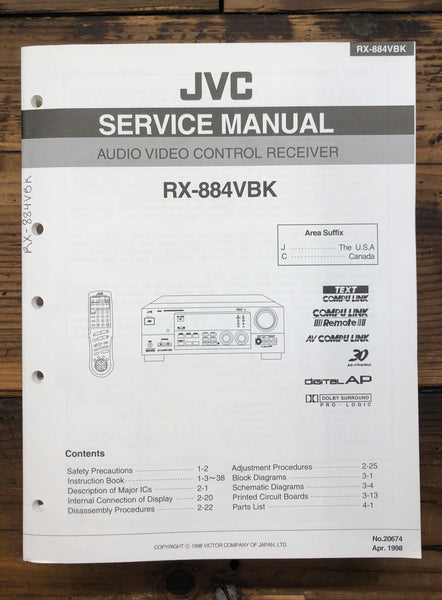 RX-884VBK
JVC
SERVICE MANUAL
AUDIO VIDEO CONTROL RECEIVER
RX-884VBK
RX-884VBK
Area Suffix
J ·················· The U.S.A
C ·················· Canada
TEXT
COMPU LINK
COMPU LINK
Remote
AV COMPU LINK
30
digital AP
DOLBY SURROUND
PRO · LOGIC
JVC
Contents
Safety Precautions ·················· 1-2
Instruction Book ·················· 1-3~38
Description of Major ICs ·················· 2-1
Internal Connection of Display ·················· 2-20
Disassembly Procedures ·················· 2-22
Adjustment Procedures ·················· 2-25
Block Diagrams ·················· 3-1
Schematic Diagrams ·················· 3-4
Printed Circuit Boards ·················· 3-13
Parts List ·················· 4-1
COPYRIGHT © 1998 VICTOR COMPANY OF JAPAN, LTD.
No.20674
Apr. 1998